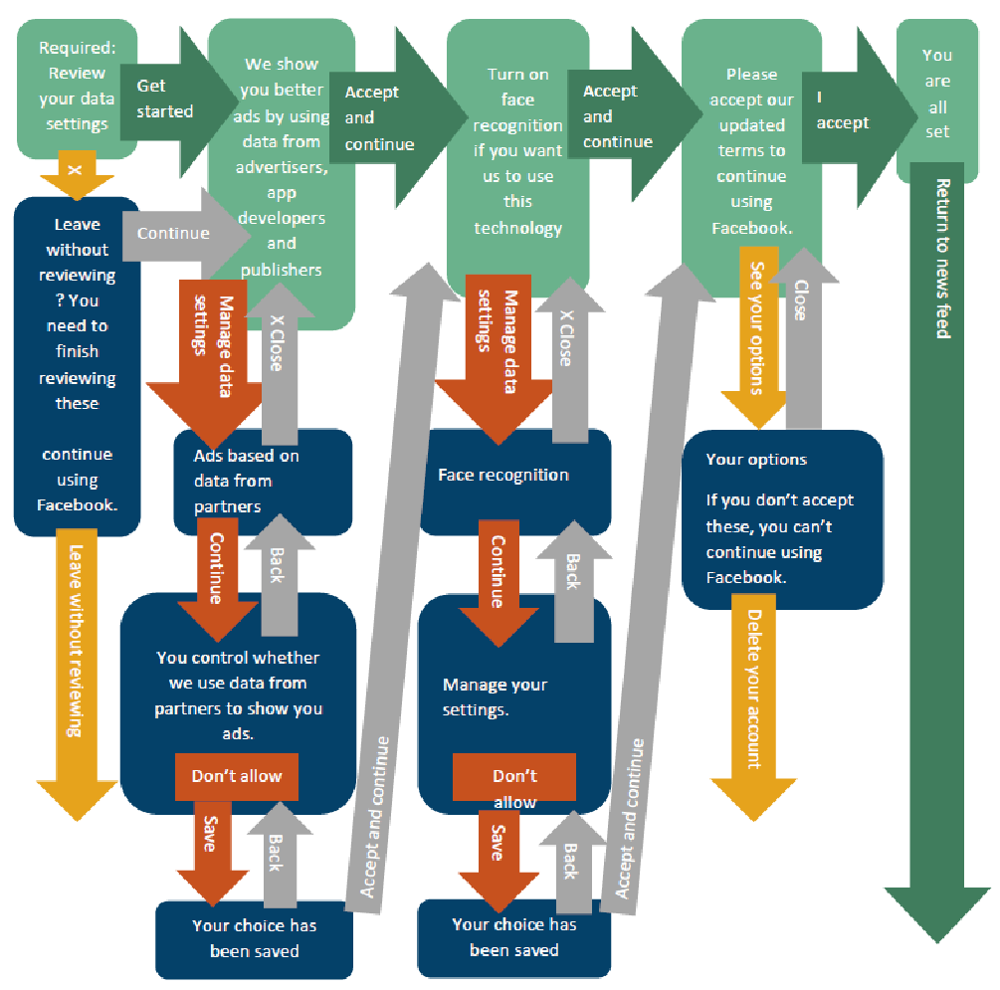 Required:
Review
your data
settings
Get
started
We show
you better
ads by using
data from
advertisers,
app
developers
and
publishers
Accept
and
continue
Turn on
face
recognition
if you want
us to use
this
technology
Accept
and
continue
Please
accept our
updated
terms to
continue
using
Facebook.
I
accept
You
are
all
set
X
Leave
without
reviewing
? You
need to
finish
reviewing
these
continue
using
Facebook.
Continue
Manage data
settings
X Close
Manage data
settings
X Close
See your options
Close
Return to news feed
Ads based on
data from
partners
Face recognition
Your options
If you don't accept
these, you can't
continue using
Facebook.
Leave without reviewing
Continue
Back
Continue
Back
Delete your account
You control whether
we use data from
partners to show you
ads.
Don't allow
Manage your
settings.
Don't
allow
Save
Back
Accept and continue
Save
Back
Accept and continue
Your choice has
been saved
Your choice has
been saved